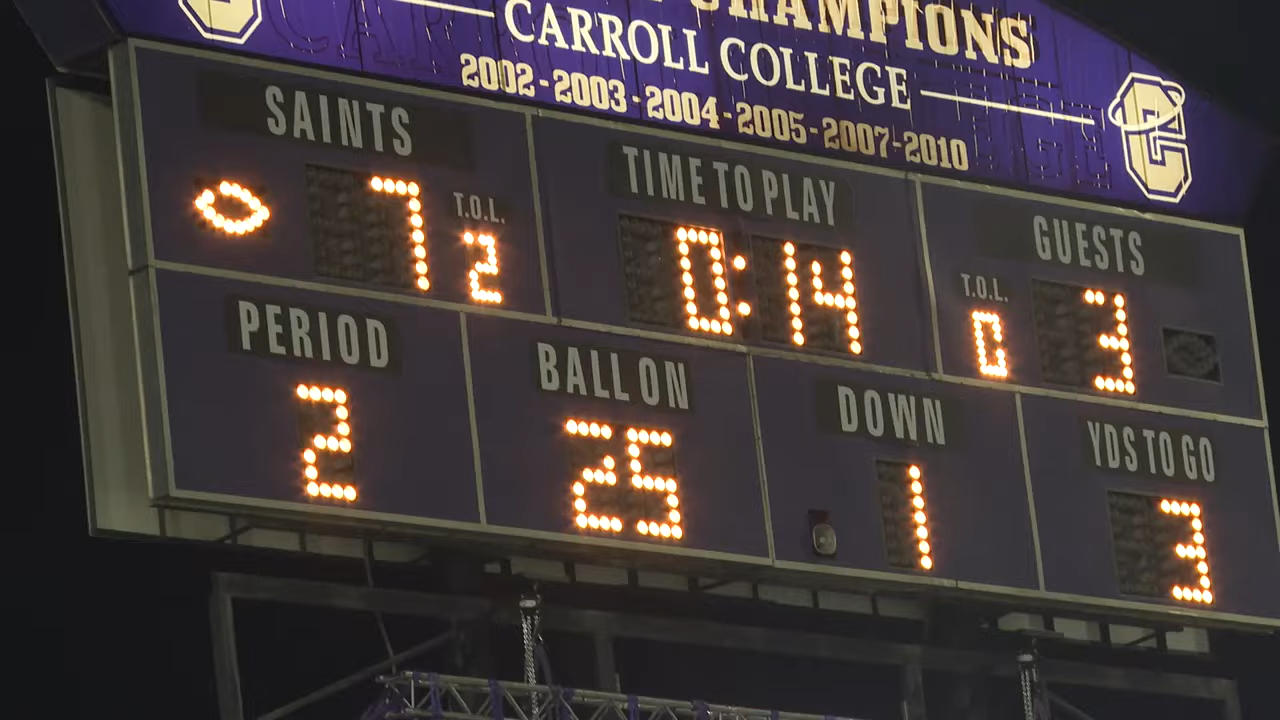 CHAMPIONS
CARROLL COLLEGE
2002-2003-2004-2005-2007-2010
SAINTS
7
T.O.L.
2
TIME TO PLAY
0:14
GUESTS
T.O.L.
0
3
PERIOD
2
BALL ON
25
DOWN
1
YDS TO GO
3